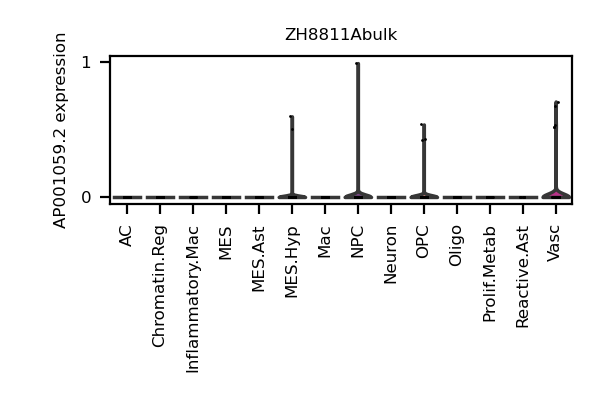 ZH8811Abulk
AP001059.2 expression
1
0
AC
Chromatin.Reg
Inflammatory.Mac
MES
MES.Ast
MES.Hyp
Mac
NPC
Neuron
OPC
Oligo
Prolif.Metab
Reactive.Ast
Vasc